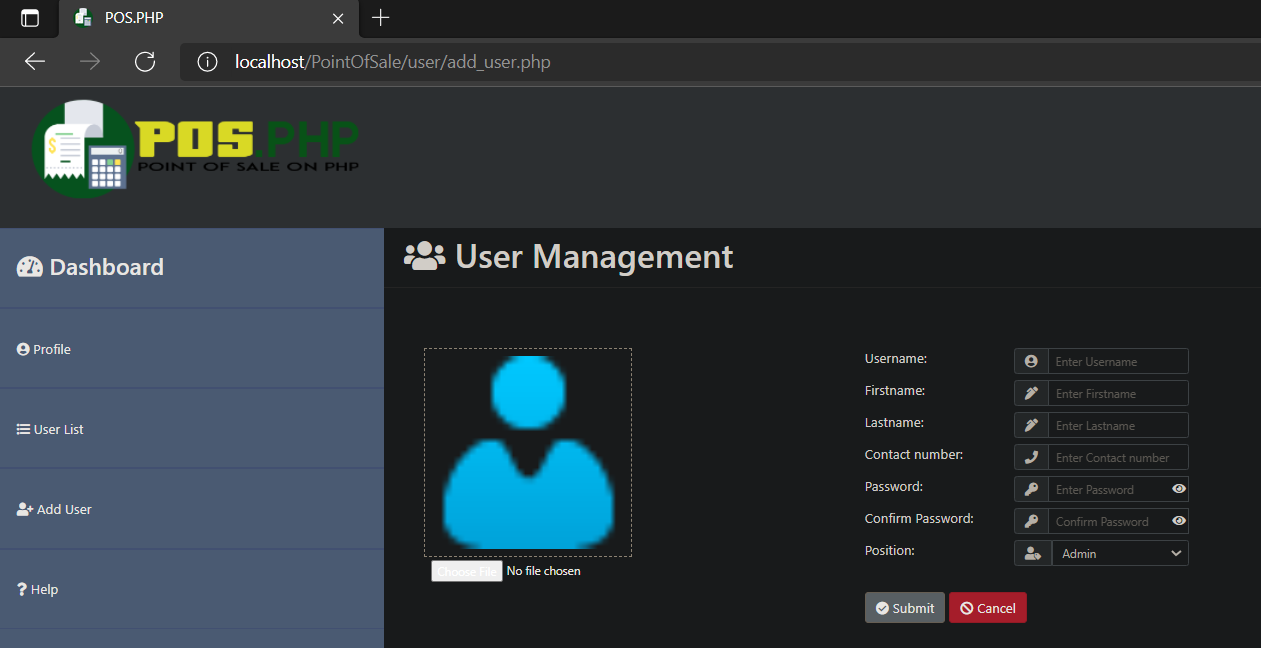 POS.PHP
localhost/PointOfSale/user/add_user.php
POS.PHP
POINT OF SALE ON PHP
Dashboard
Profile
User List
Add User
Help
User Management
Choose File No file chosen
Username: Enter Username
Firstname: Enter Firstname
Lastname: Enter Lastname
Contact number: Enter Contact number
Password: Enter Password
Confirm Password: Confirm Password
Position: Admin
Submit Cancel